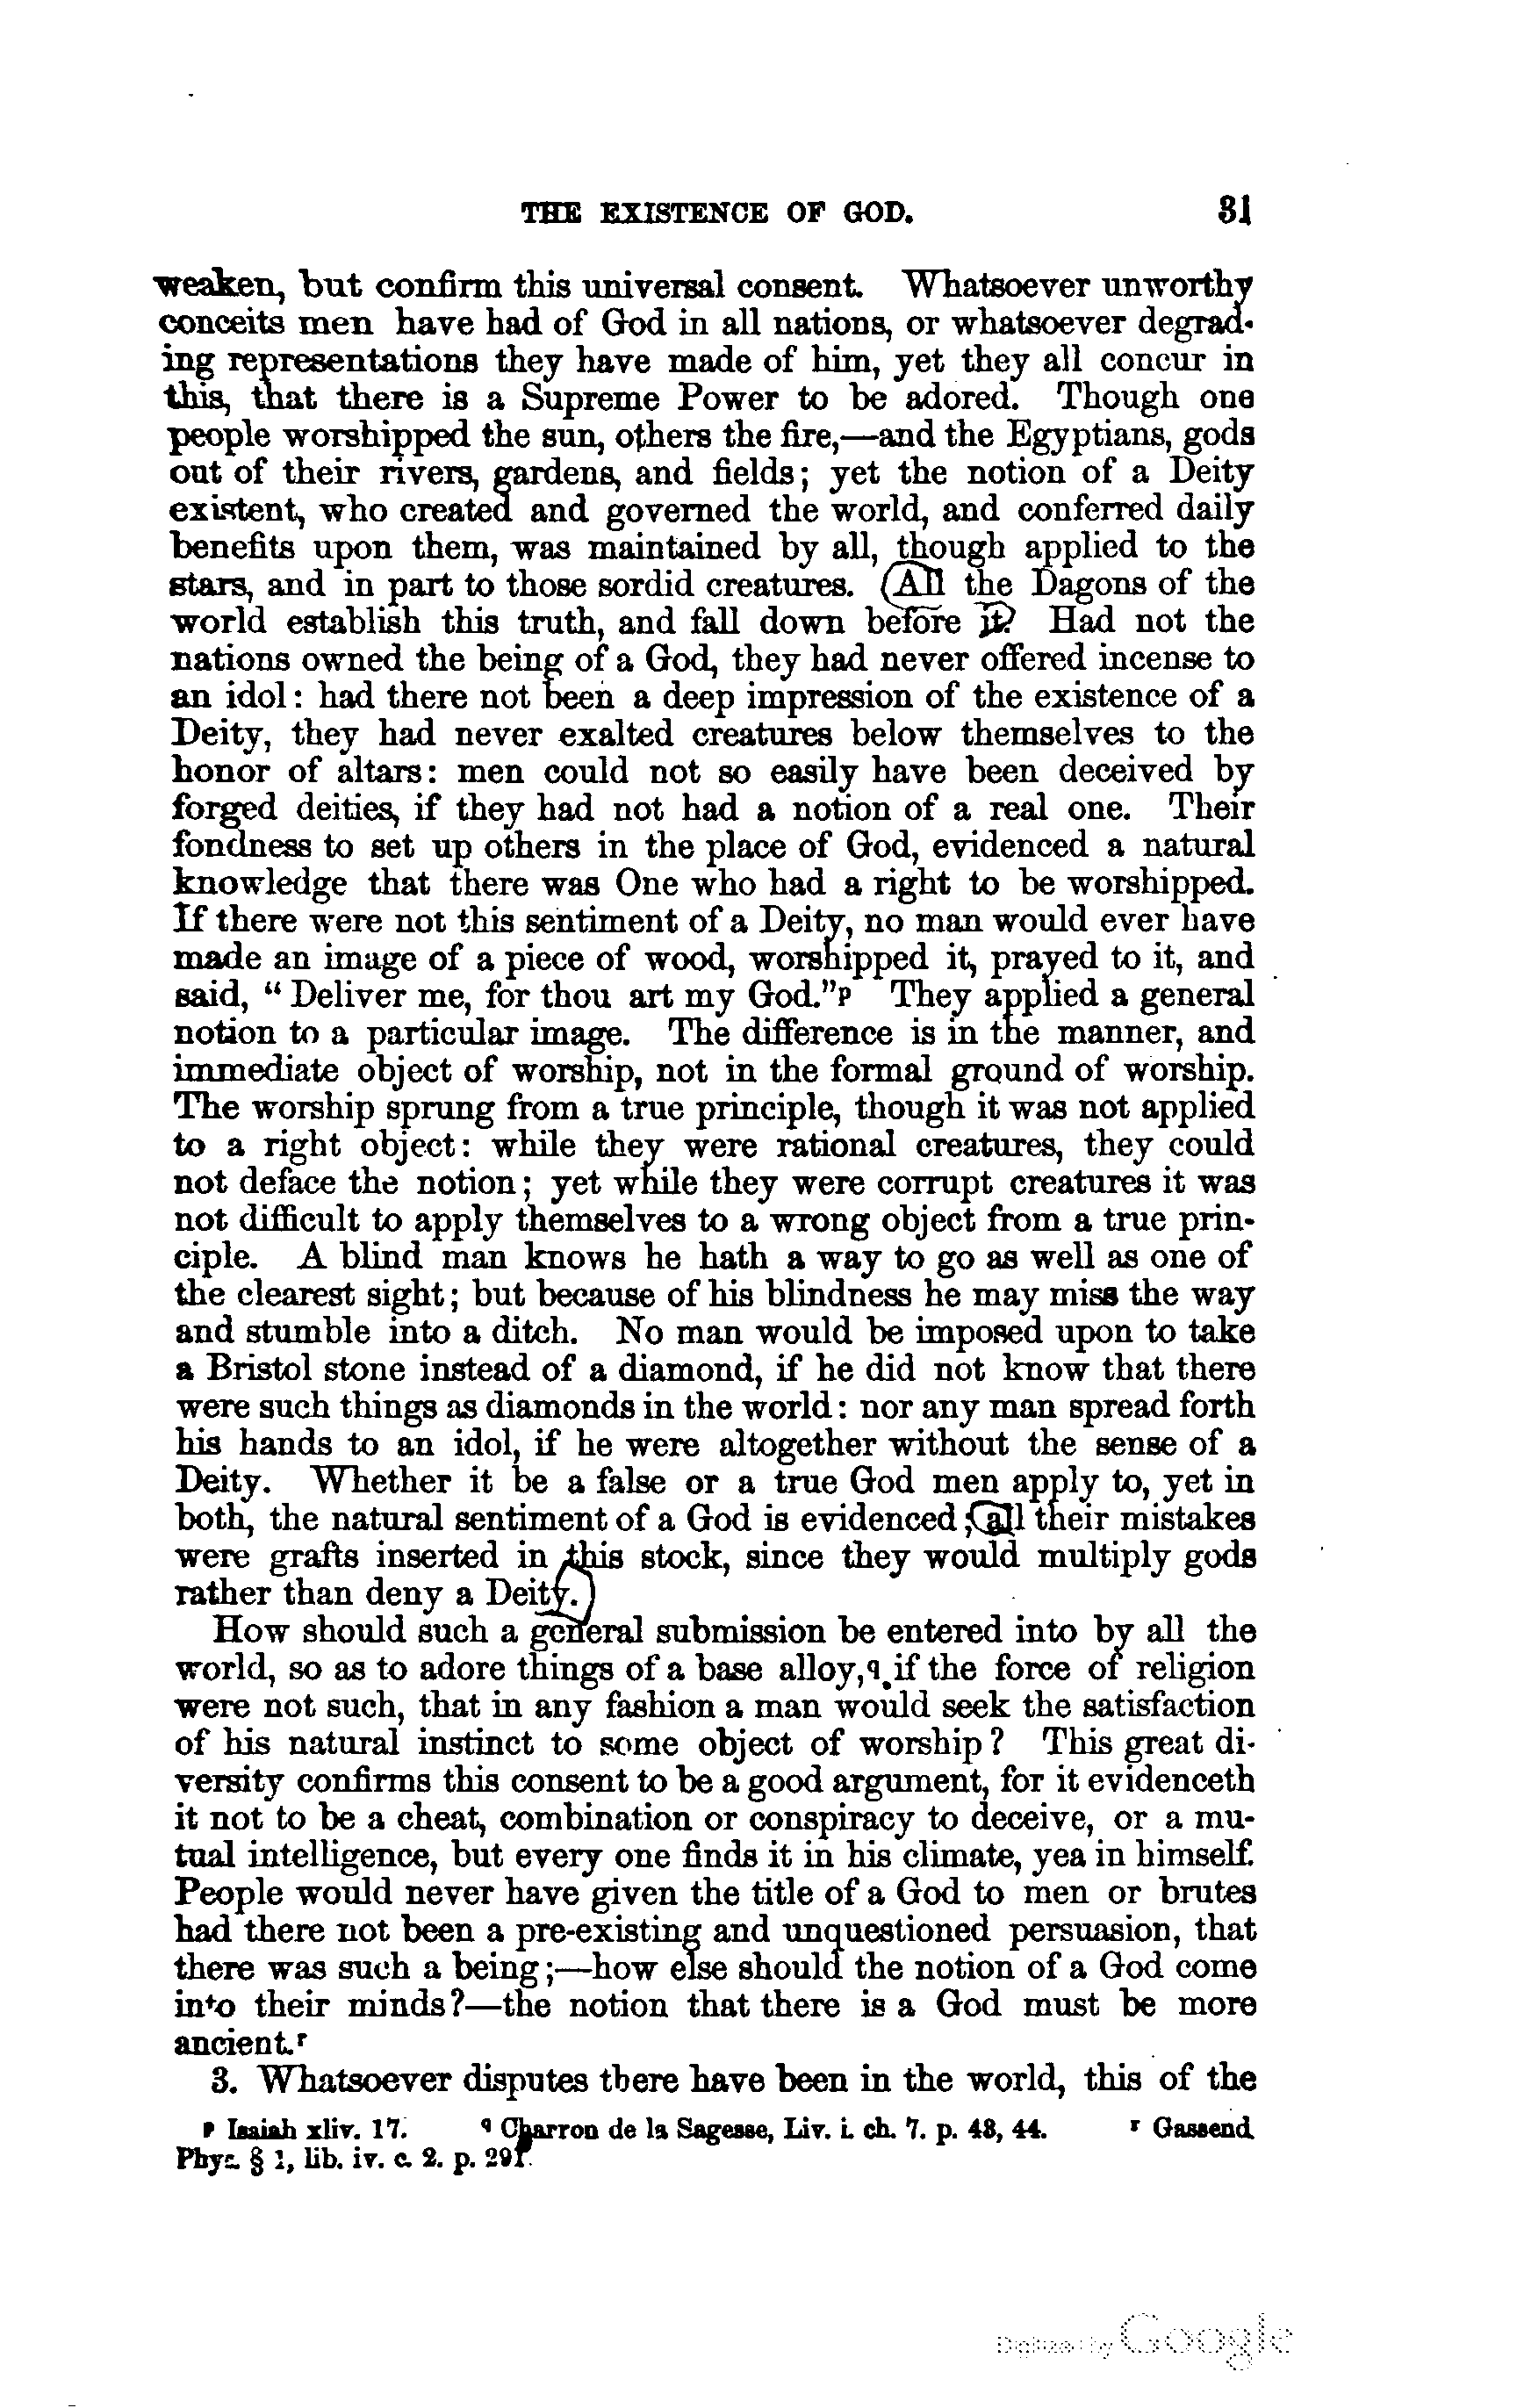 THE EXISTENCE OF GOD. 31
weaken, but confirm this universal consent. Whatsoever unworthy
conceits men have had of God in all nations, or whatsoever degrad-
ing representations they have made of him, yet they all concur in
this, that there is a Supreme Power to be adored. Though one
people worshipped the sun, others the fire,—and the Egyptians, gods
out of their rivers, gardens, and fields; yet the notion of a Deity
existent, who created and governed the world, and conferred daily
benefits upon them, was maintained by all, though applied to the
stars, and in part to those sordid creatures. All the Dagons of the
world establish this truth, and fall down before it. Had not the
nations owned the being of a God, they had never offered incense to
an idol: had there not been a deep impression of the existence of a
Deity, they had never exalted creatures below themselves to the
honor of altars: men could not so easily have been deceived by
forged deities, if they had not had a notion of a real one. Their
fondness to set up others in the place of God, evidenced a natural
knowledge that there was One who had a right to be worshipped.
If there were not this sentiment of a Deity, no man would ever have
made an image of a piece of wood, worshipped it, prayed to it, and
said, “Deliver me, for thou art my God.”p They applied a general
notion to a particular image. The difference is in the manner, and
immediate object of worship, not in the formal ground of worship.
The worship sprung from a true principle, though it was not applied
to a right object: while they were rational creatures, they could
not deface the notion; yet while they were corrupt creatures it was
not difficult to apply themselves to a wrong object from a true prin-
ciple. A blind man knows he hath a way to go as well as one of
the clearest sight; but because of his blindness he may miss the way
and stumble into a ditch. No man would be imposed upon to take
a Bristol stone instead of a diamond, if he did not know that there
were such things as diamonds in the world: nor any man spread forth
his hands to an idol, if he were altogether without the sense of a
Deity. Whether it be a false or a true God men apply to, yet in
both, the natural sentiment of a God is evidenced; all their mistakes
were grafts inserted in this stock, since they would multiply gods
rather than deny a Deity.
How should such a general submission be entered into by all the
world, so as to adore things of a base alloy,q if the force of religion
were not such, that in any fashion a man would seek the satisfaction
of his natural instinct to some object of worship? This great di-
versity confirms this consent to be a good argument, for it evidenceth
it not to be a cheat, combination or conspiracy to deceive, or a mu-
tual intelligence, but every one finds it in his climate, yea in himself.
People would never have given the title of a God to men or brutes
had there not been a pre-existing and unquestioned persuasion, that
there was such a being;—how else should the notion of a God come
into their minds?—the notion that there is a God must be more
ancient.r
3. Whatsoever disputes there have been in the world, this of the
p Isaiah xliv. 17. q Charron de la Sagesse, Liv. i. ch. 7. p. 43, 44. r Gassend.
Phys. § 1, lib. iv. c. 2. p. 291.
Digitized by Google